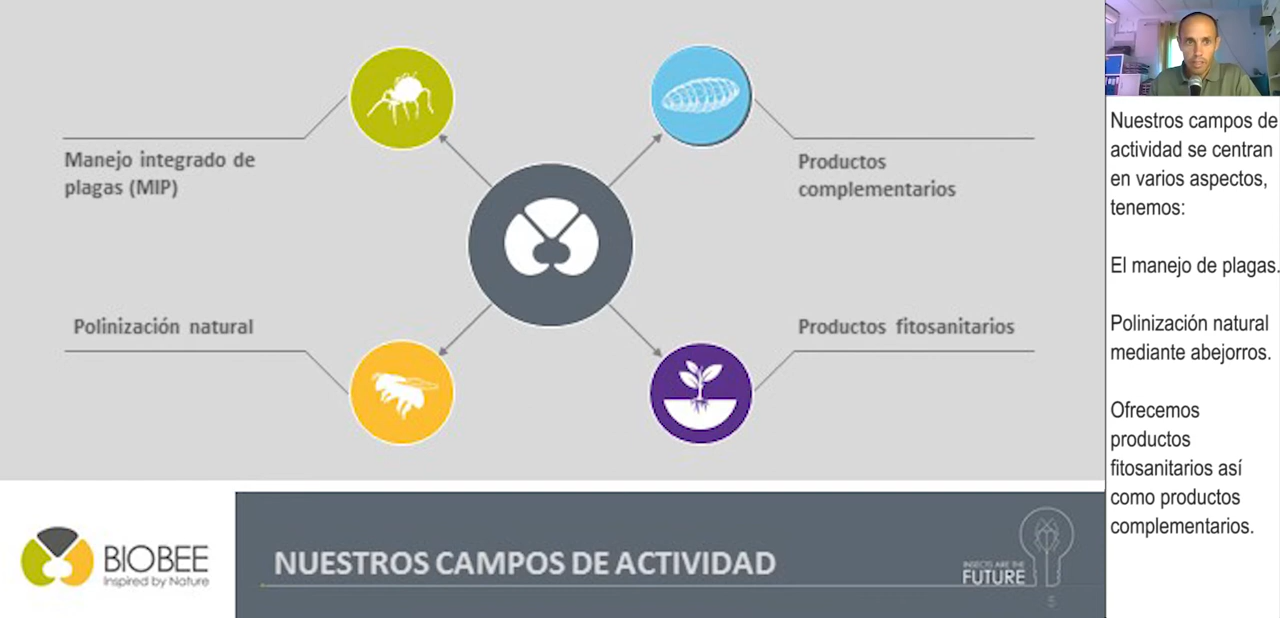 Manejo integrado de
plagas (MIP)
Productos
complementarios
Polinización natural
Productos fitosanitarios
BIOBEE
Inspired by Nature
NUESTROS CAMPOS DE ACTIVIDAD
INSECTS ARE THE
FUTURE
5
Nuestros campos de
actividad se centran
en varios aspectos,
tenemos:
El manejo de plagas.
Polinización natural
mediante abejorros.
Ofrecemos
productos
fitosanitarios así
como productos
complementarios.